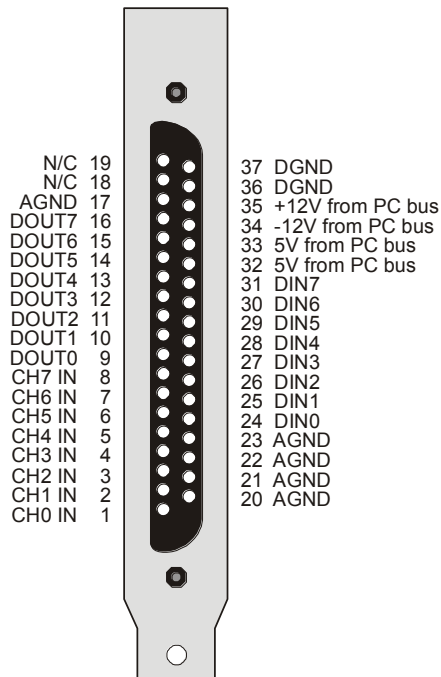 N/C 19
N/C 18
AGND 17
DOUT7 16
DOUT6 15
DOUT5 14
DOUT4 13
DOUT3 12
DOUT2 11
DOUT1 10
DOUT0 9
CH7 IN 8
CH6 IN 7
CH5 IN 6
CH4 IN 5
CH3 IN 4
CH2 IN 3
CH1 IN 2
CH0 IN 1
37 DGND
36 DGND
35 +12V from PC bus
34 -12V from PC bus
33 5V from PC bus
32 5V from PC bus
31 DIN7
30 DIN6
29 DIN5
28 DIN4
27 DIN3
26 DIN2
25 DIN1
24 DIN0
23 AGND
22 AGND
21 AGND
20 AGND